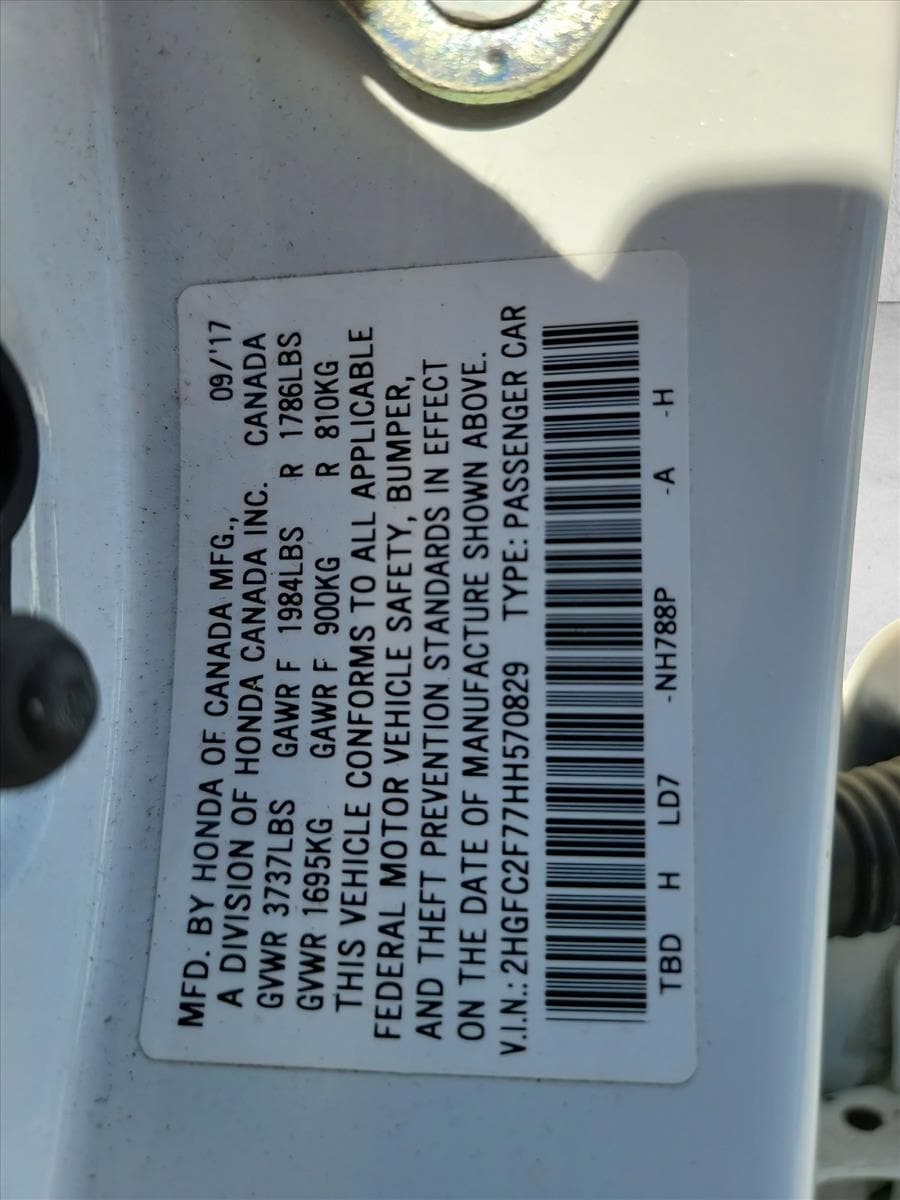 MFD. BY HONDA OF CANADA MFG., 09/'17
A DIVISION OF HONDA CANADA INC. CANADA
GVWR 3737LBS GAWR F 1984LBS R 1786LBS
GVWR 1695KG GAWR F 900KG R 810KG
THIS VEHICLE CONFORMS TO ALL APPLICABLE
FEDERAL MOTOR VEHICLE SAFETY, BUMPER,
AND THEFT PREVENTION STANDARDS IN EFFECT
ON THE DATE OF MANUFACTURE SHOWN ABOVE.
V.I.N.: 2HGFC2F77HH570829 TYPE: PASSENGER CAR
TBD H LD7 -NH788P -A -H